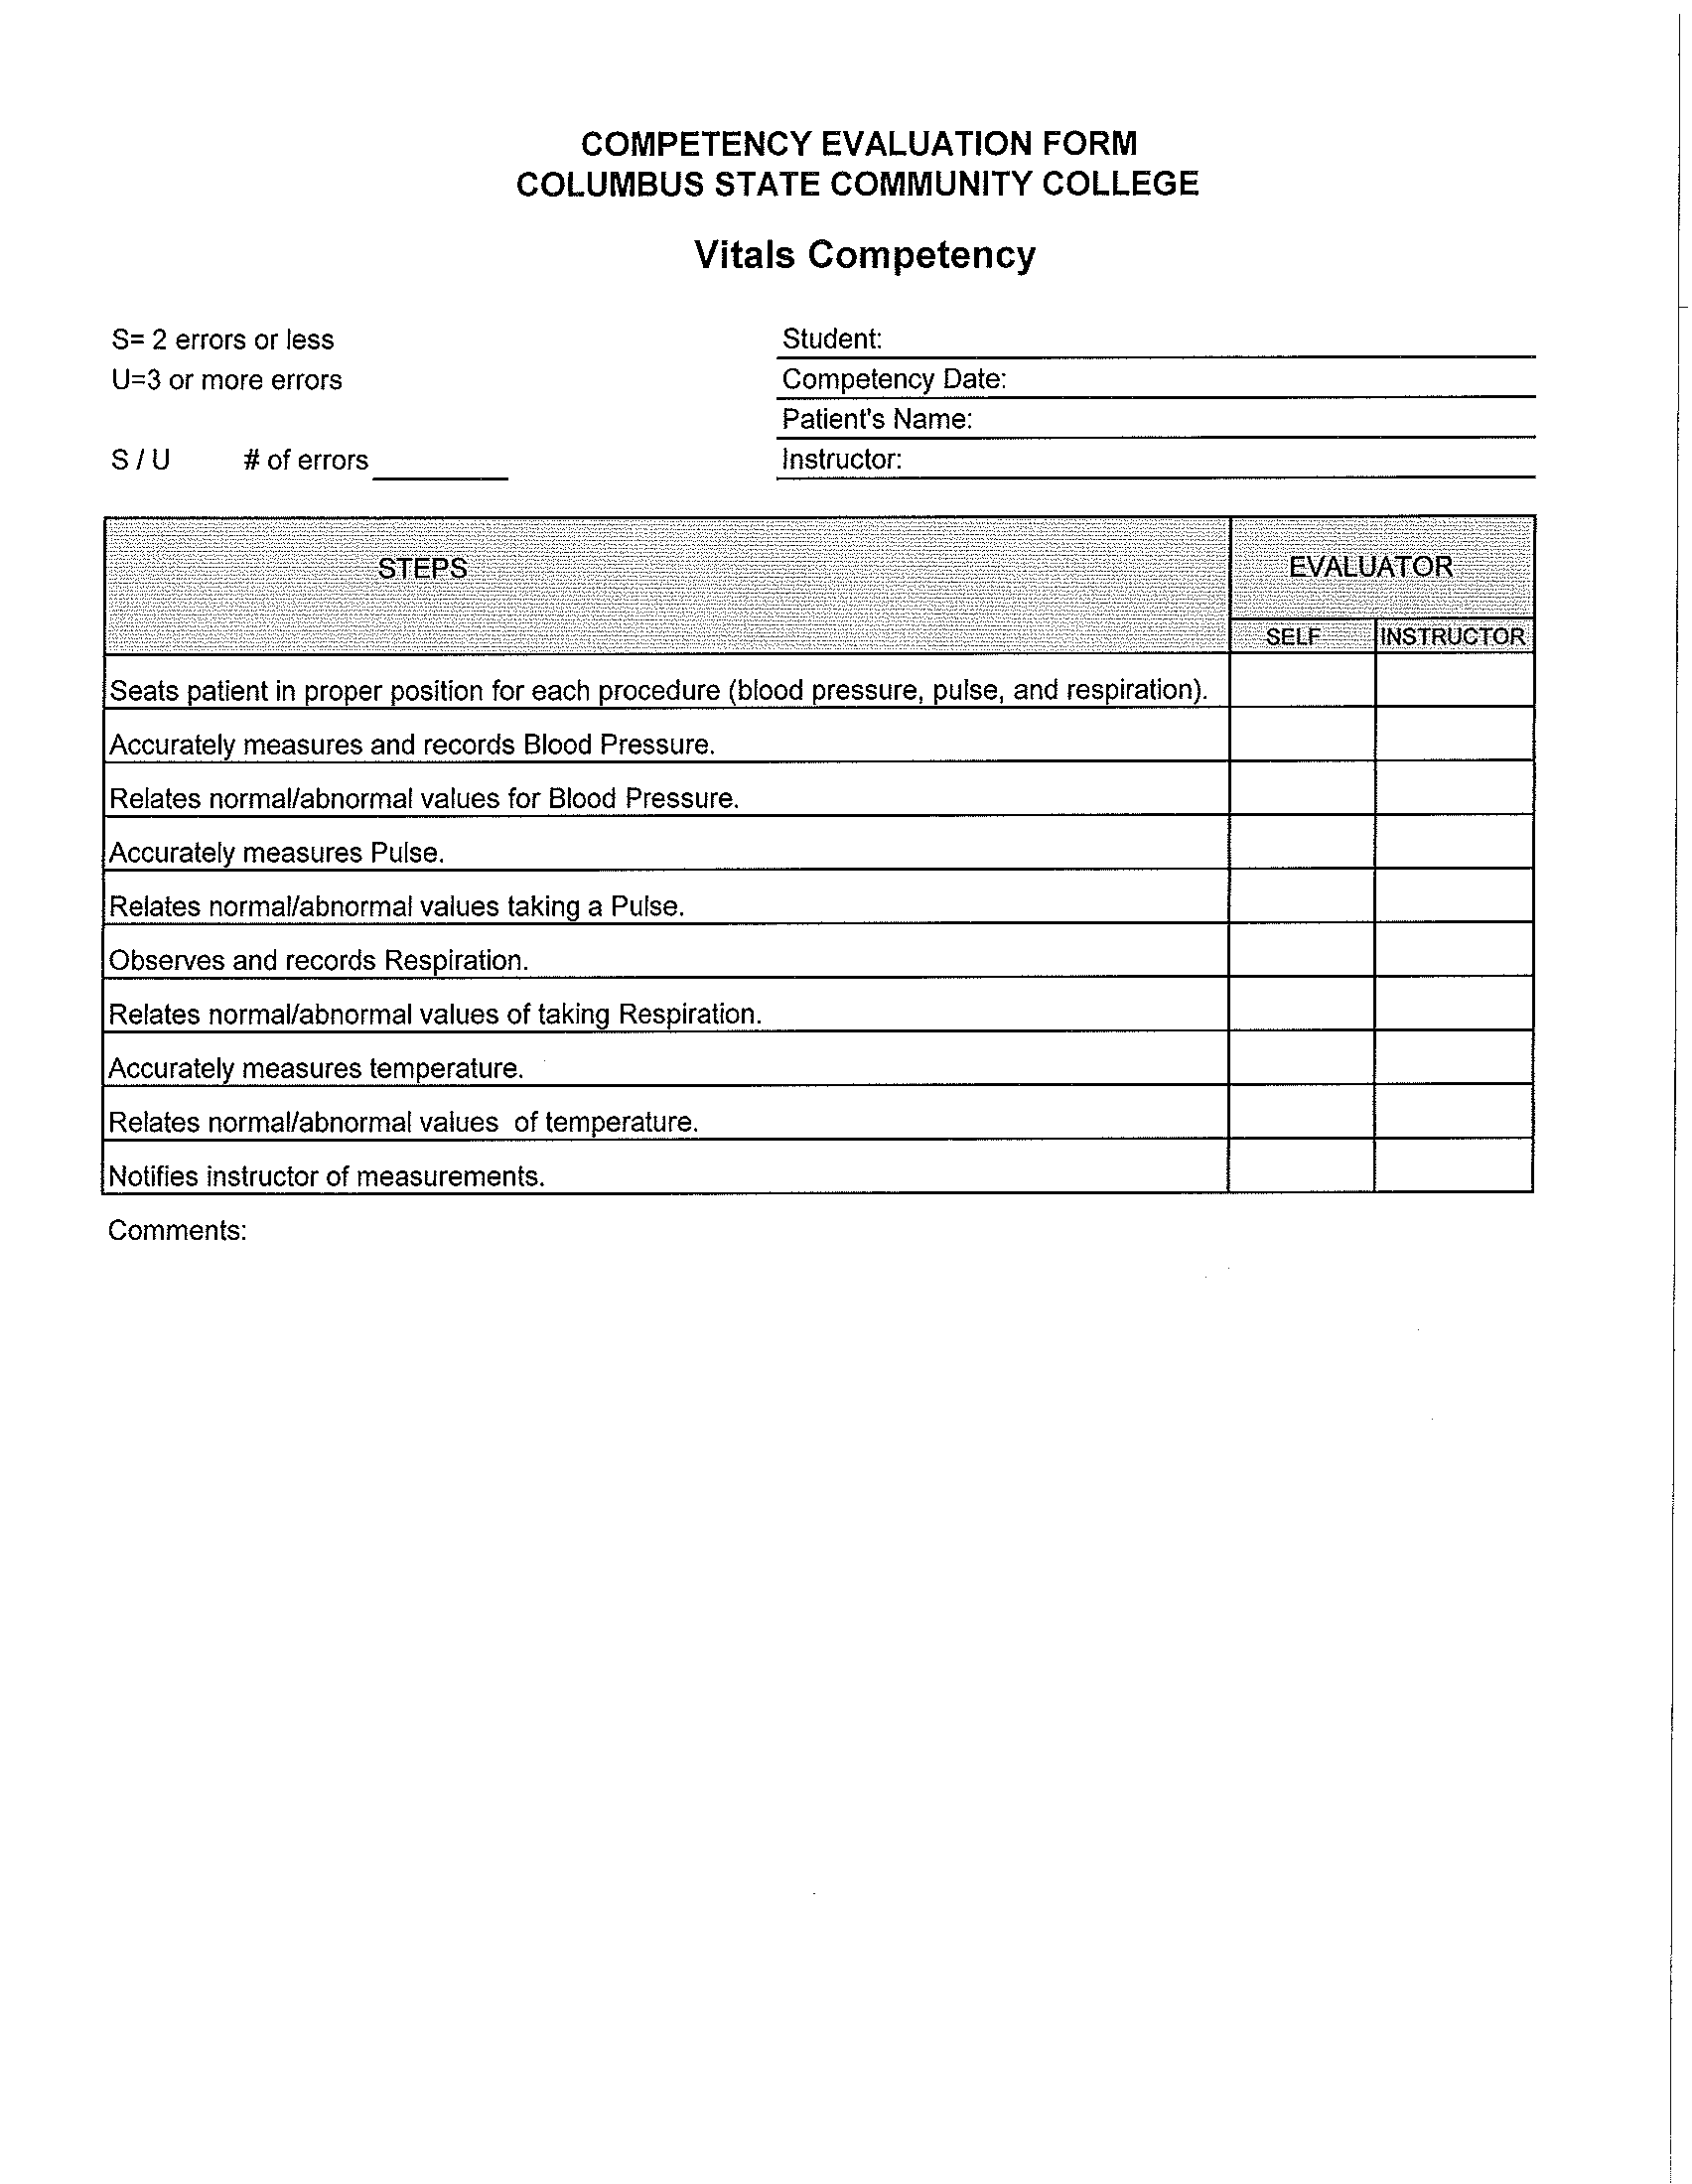 COMPETENCY EVALUATION FORM
COLUMBUS STATE COMMUNITY COLLEGE
Vitals Competency
S= 2 errors or less
U=3 or more errors
S / U # of errors
Student:
Competency Date:
Patient's Name:
Instructor:
STEPS
EVALUATOR
SELF INSTRUCTOR
Seats patient in proper position for each procedure (blood pressure, pulse, and respiration).
Accurately measures and records Blood Pressure.
Relates normal/abnormal values for Blood Pressure.
Accurately measures Pulse.
Relates normal/abnormal values taking a Pulse.
Observes and records Respiration.
Relates normal/abnormal values of taking Respiration.
Accurately measures temperature.
Relates normal/abnormal values of temperature.
Notifies instructor of measurements.
Comments: